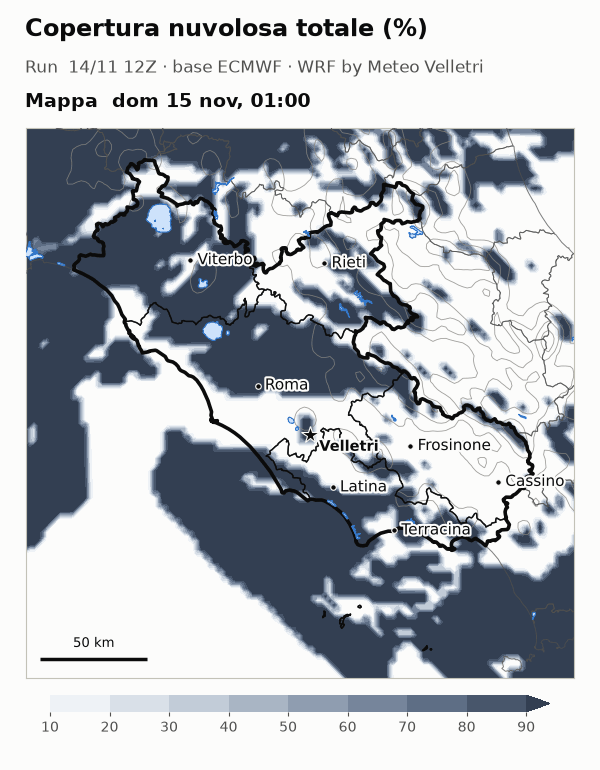 Copertura nuvolosa totale (%)
Run 14/11 12Z · base ECMWF · WRF by Meteo Velletri
Mappa dom 15 nov, 01:00
Viterbo
Rieti
Roma
Velletri
Frosinone
Cassino
Latina
Terracina
50 km
10 20 30 40 50 60 70 80 90